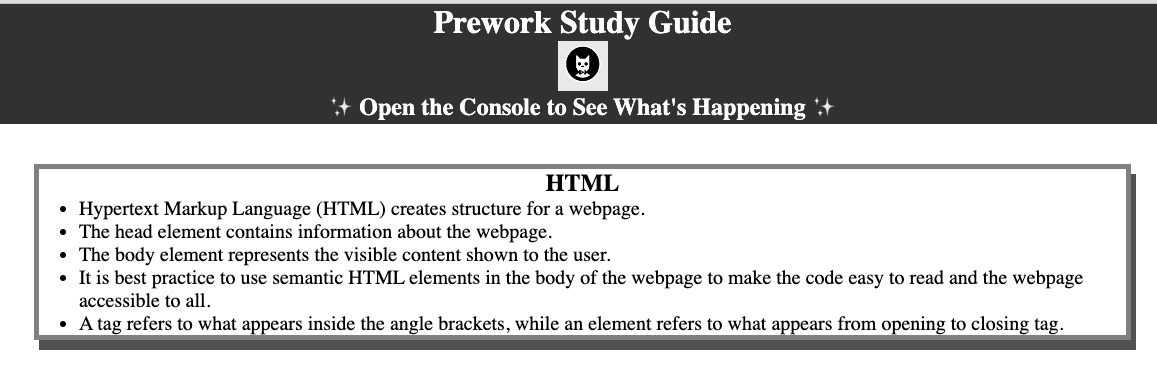 Prework Study Guide
✨ Open the Console to See What's Happening ✨
HTML
• Hypertext Markup Language (HTML) creates structure for a webpage.
• The head element contains information about the webpage.
• The body element represents the visible content shown to the user.
• It is best practice to use semantic HTML elements in the body of the webpage to make the code easy to read and the webpage
accessible to all.
• A tag refers to what appears inside the angle brackets, while an element refers to what appears from opening to closing tag.